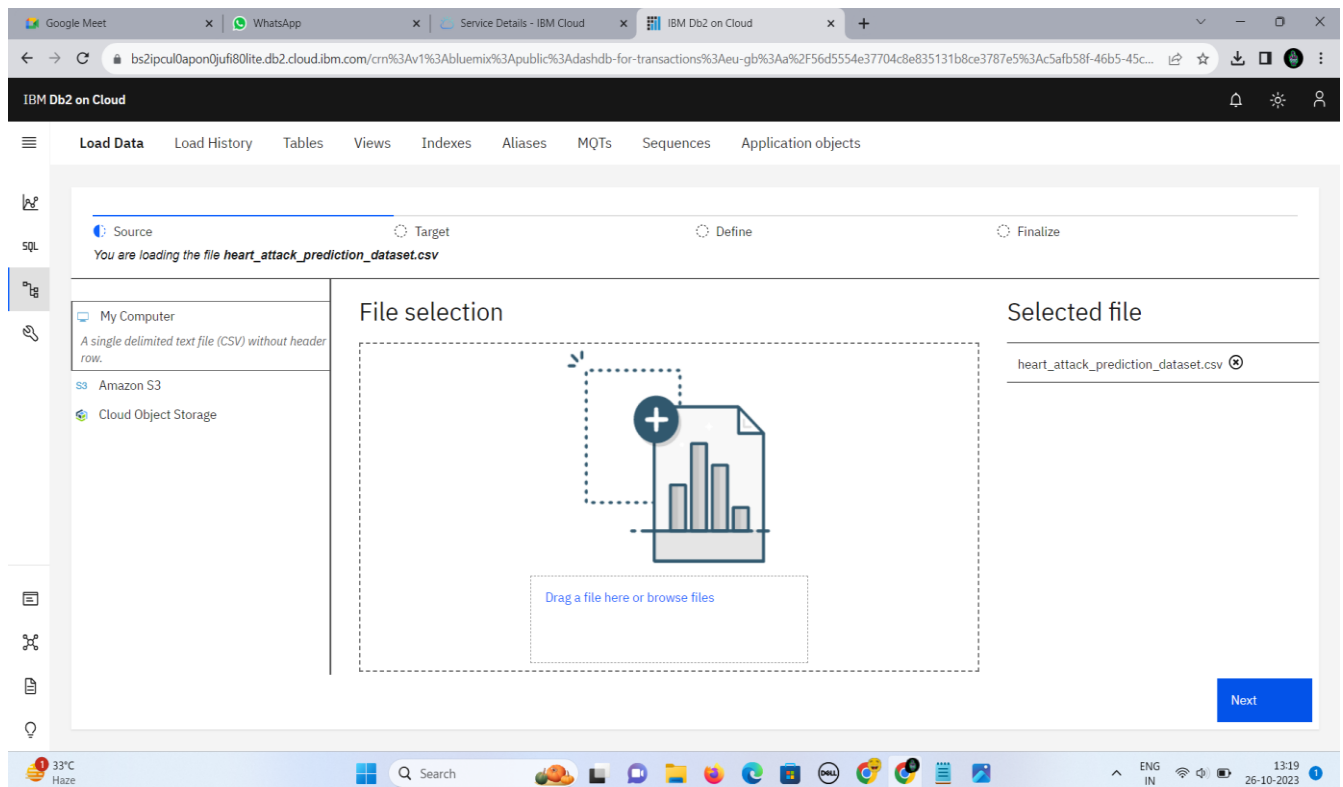 Google Meet
WhatsApp
Service Details - IBM Cloud
IBM Db2 on Cloud
bs2ipcul0apon0jufi80lite.db2.cloud.ibm.com/crn%3Av1%3Abluemix%3Apublic%3Adashdb-for-transactions%3Aeu-gb%3Aa%2F56d5554e37704c8e835131b8ce3787e5%3Ac5afb58f-46b5-45c...
IBM Db2 on Cloud
Load Data Load History Tables Views Indexes Aliases MQTs Sequences Application objects
SQL
Source Target Define Finalize
You are loading the file heart_attack_prediction_dataset.csv
My Computer
A single delimited text file (CSV) without header
row.
S3 Amazon S3
Cloud Object Storage
File selection
Drag a file here or browse files
Selected file
heart_attack_prediction_dataset.csv
Next
1
33°C
Haze
Search
DELL
ENG
IN
13:19
26-10-2023
1